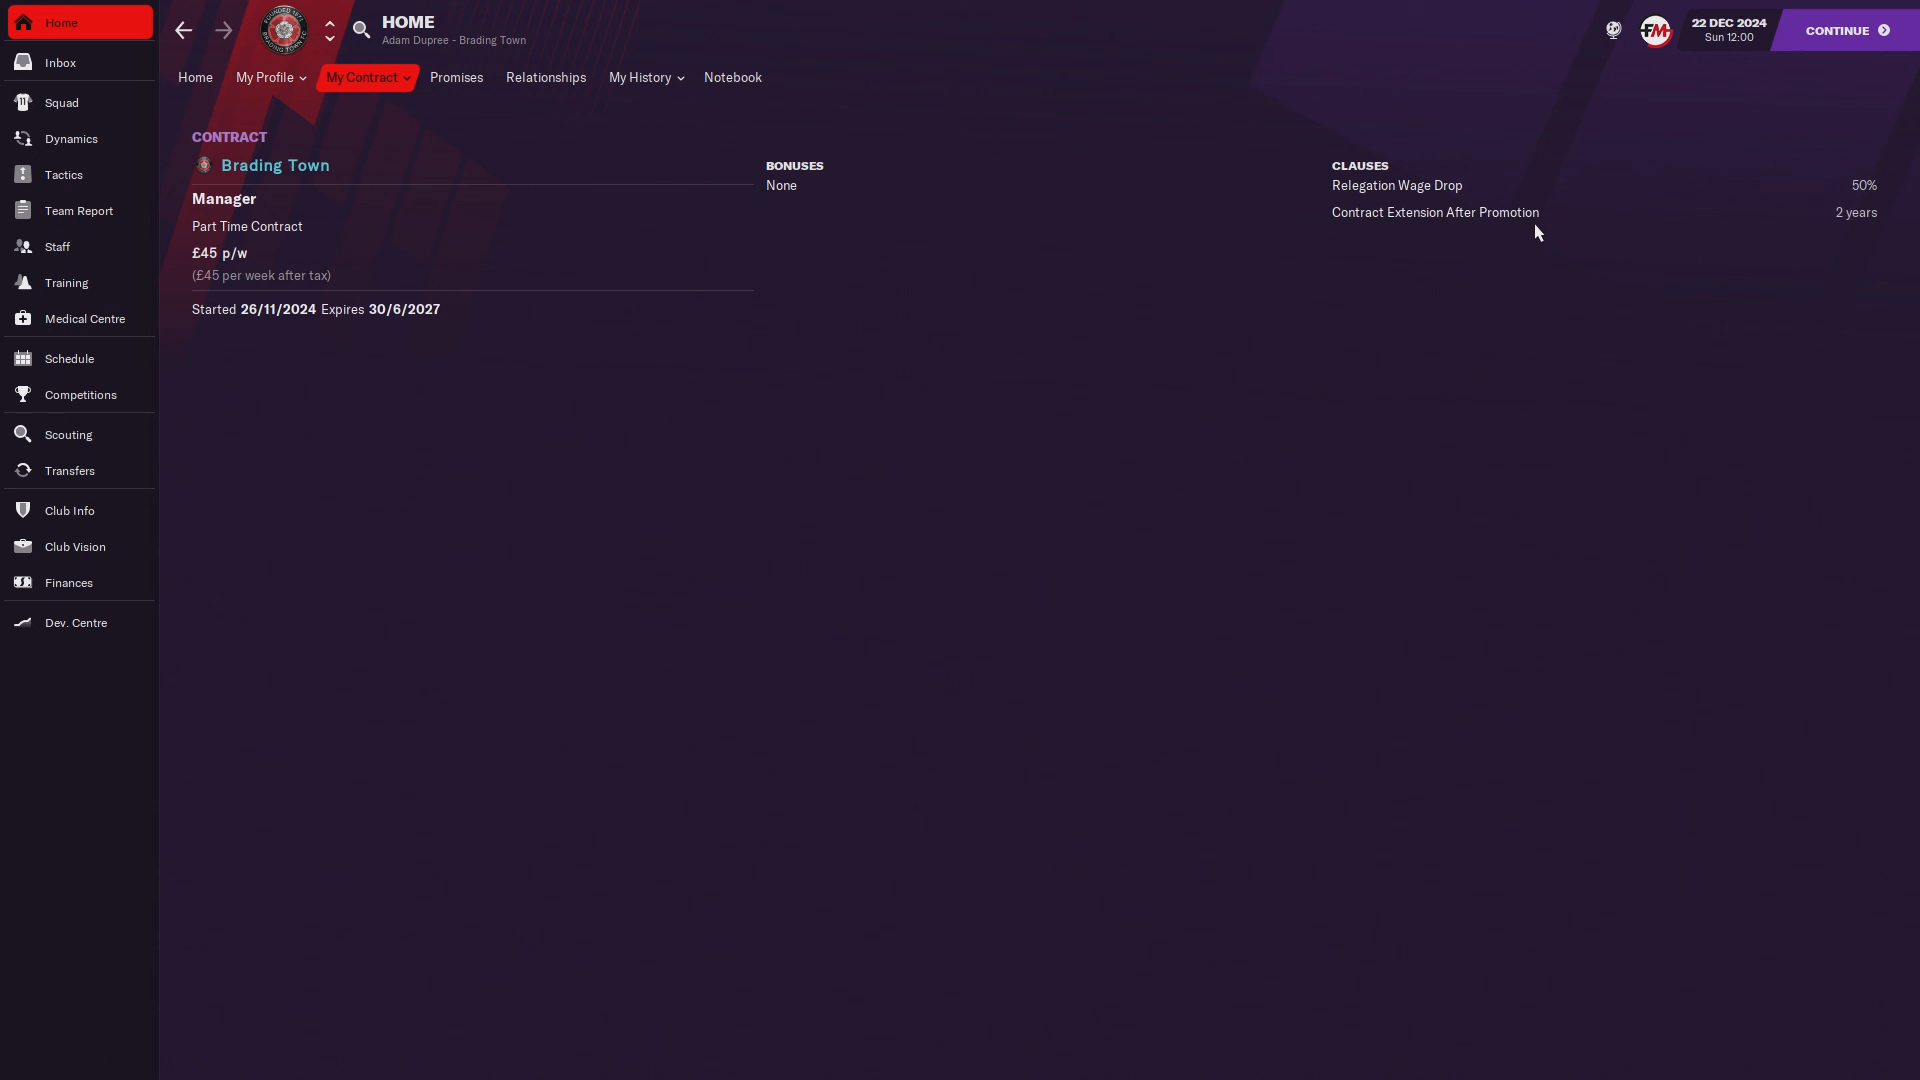 Home
Inbox
Squad
Dynamics
Tactics
Team Report
Staff
Training
Medical Centre
Schedule
Competitions
Scouting
Transfers
Club Info
Club Vision
Finances
Dev. Centre
HOME
Adam Dupree - Brading Town
FM
22 DEC 2024
Sun 12:00
CONTINUE
Home My Profile My Contract Promises Relationships My History Notebook
CONTRACT
Brading Town
Manager
Part Time Contract
£45 p/w
(£45 per week after tax)
Started 26/11/2024 Expires 30/6/2027
BONUSES
None
CLAUSES
Relegation Wage Drop 50%
Contract Extension After Promotion 2 years